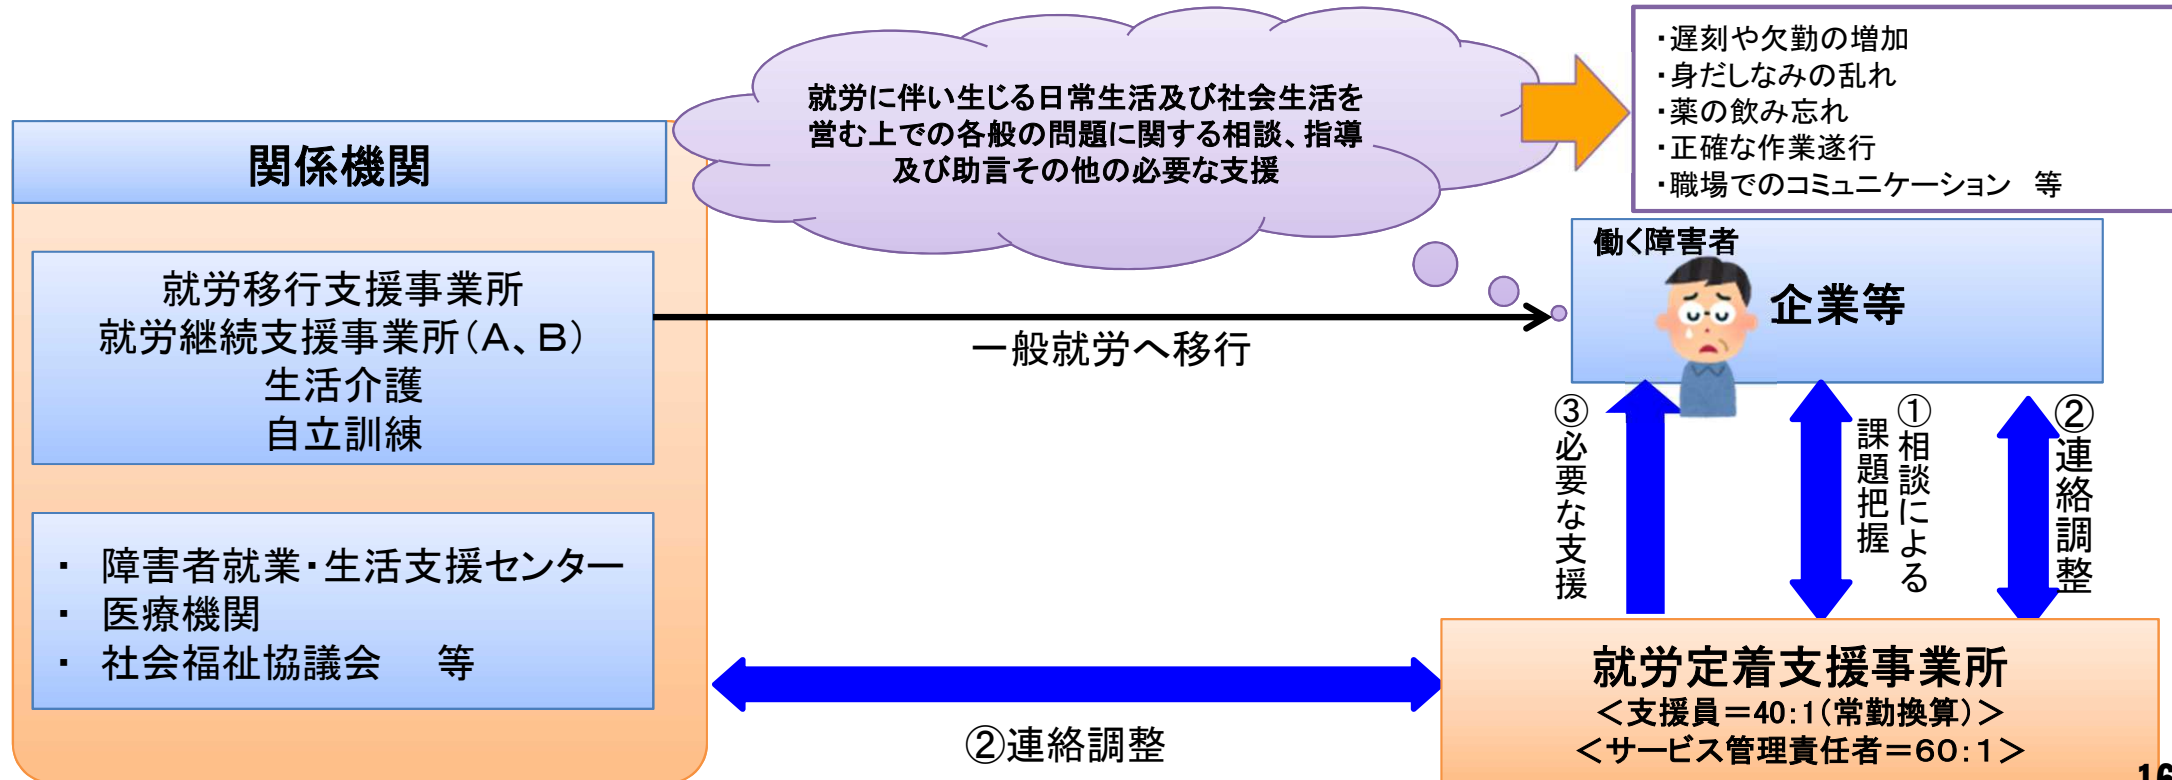 関係機関
就労移行支援事業所
就労継続支援事業所(A、B)
生活介護
自立訓練
・ 障害者就業・生活支援センター
・ 医療機関
・ 社会福祉協議会 等
就労に伴い生じる日常生活及び社会生活を
営む上での各般の問題に関する相談、指導
及び助言その他の必要な支援
・遅刻や欠勤の増加
・身だしなみの乱れ
・薬の飲み忘れ
・正確な作業遂行
・職場でのコミュニケーション 等
働く障害者
企業等
一般就労へ移行
③必要な支援
①相談による
課題把握
②連絡調整
②連絡調整
就労定着支援事業所
<支援員=40:1(常勤換算)>
<サービス管理責任者=60:1>
16